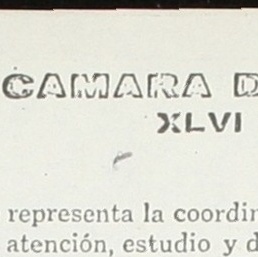 CAMARA D
XLVI
representa la coordin
atención, estudio y d